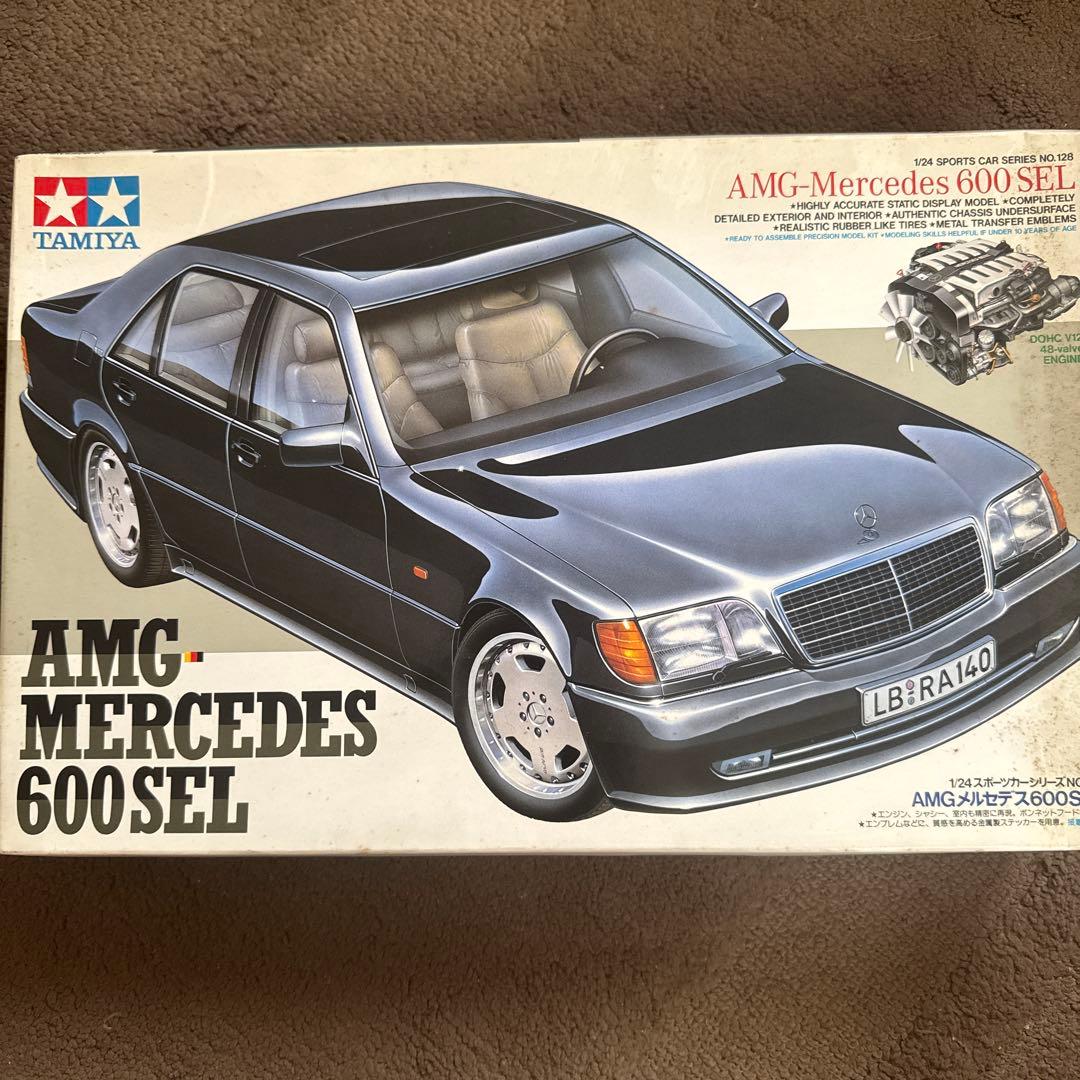 TAMIYA
1/24 SPORTS CAR SERIES NO.128
AMG-Mercedes 600 SEL
★HIGHLY ACCURATE STATIC DISPLAY MODEL ★COMPLETELY
DETAILED EXTERIOR AND INTERIOR ★AUTHENTIC CHASSIS UNDERSURFACE
★REALISTIC RUBBER LIKE TIRES ★METAL TRANSFER EMBLEMS
★READY TO ASSEMBLE PRECISION MODEL KIT ★MODELING SKILLS HELPFUL IF UNDER 10 YEARS OF AGE
DOHC V12
48-valve
ENGINE
LB RA140
AMG
MERCEDES
600SEL
1/24 スポーツカーシリーズNO
AMGメルセデス600S
★エンジン、シャシー、室内も精密に再現。ボンネットフード
★エンブレムなどに、質感を高める金属製ステッカーを用意。